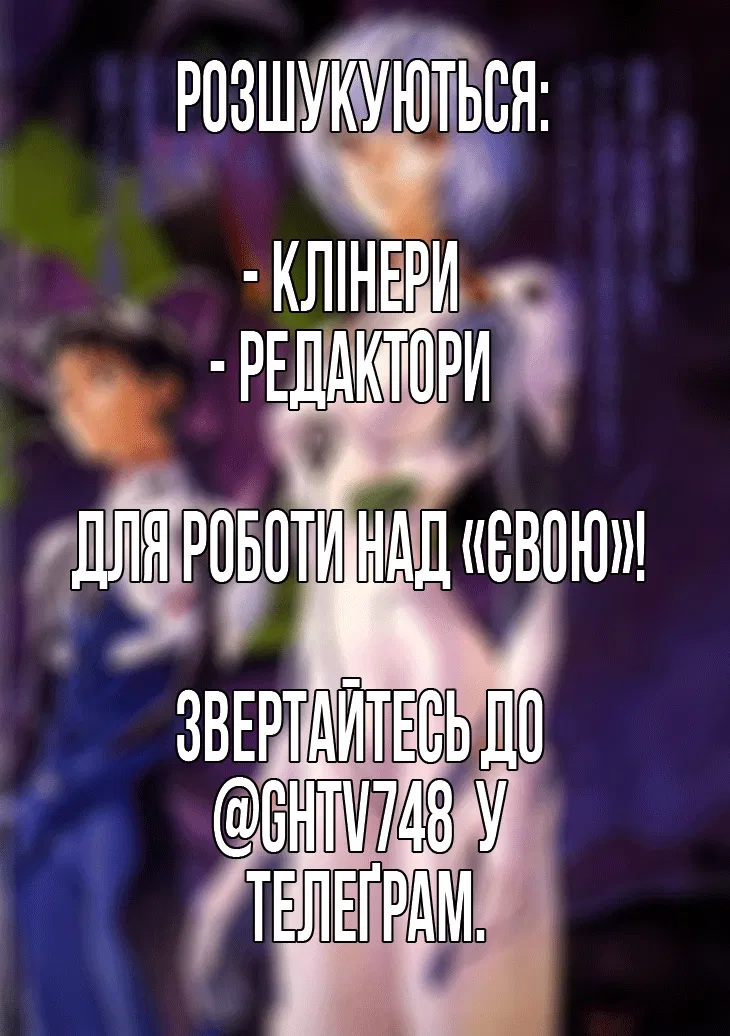 РОЗШУКУЮТЬСЯ:
- КЛІНЕРИ
- РЕДАКТОРИ
ДЛЯ РОБОТИ НАД «ЄВОЮ»!
ЗВЕРТАЙТЕСЬ ДО
@GHTV748 У
ТЕЛЕҐРАМ.